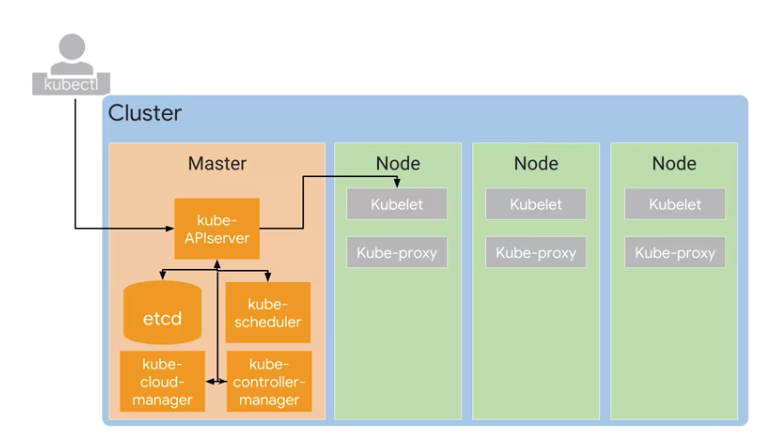 kubectl
Cluster
Master
Node
Node
Node
kube-
APIserver
Kubelet
Kubelet
Kubelet
Kube-proxy
Kube-proxy
Kube-proxy
etcd
kube-
scheduler
kube-
cloud-
manager
kube-
controller-
manager